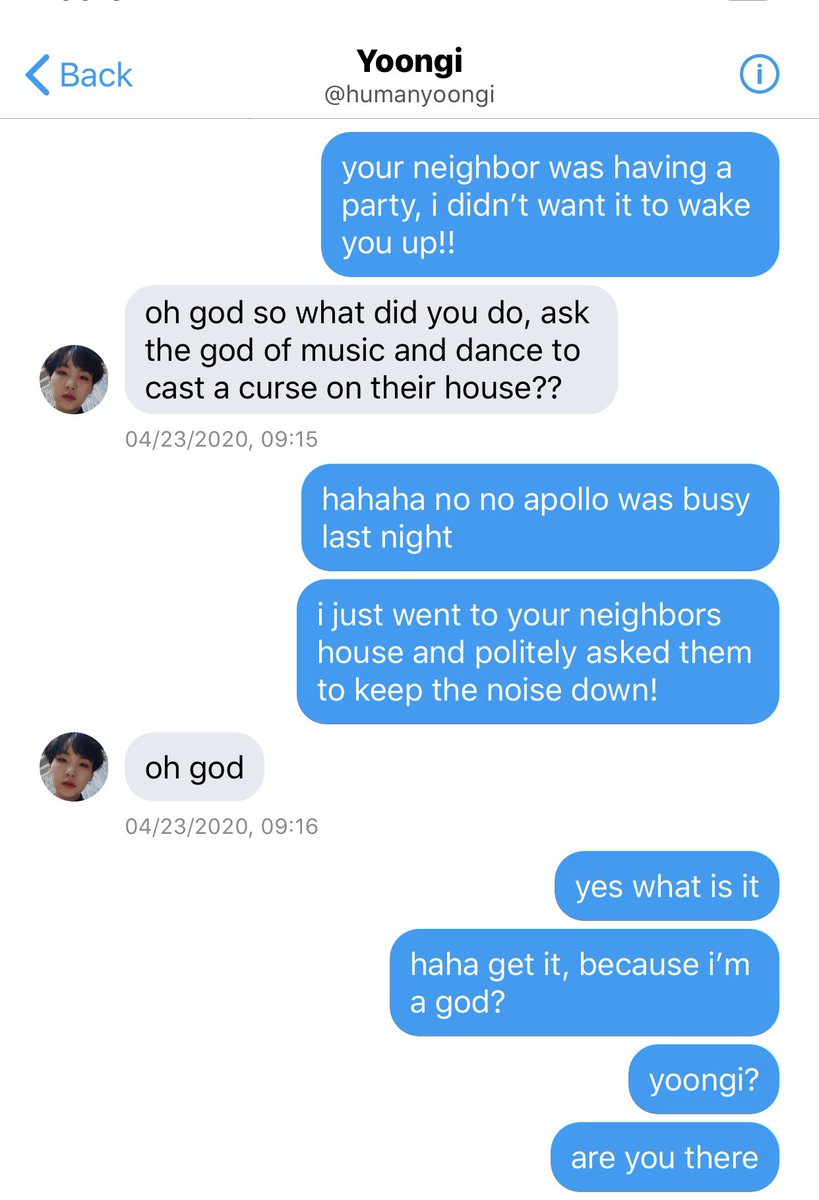 Back
Yoongi
@humanyoongi
your neighbor was having a
party, i didn’t want it to wake
you up!!
oh god so what did you do, ask
the god of music and dance to
cast a curse on their house??
04/23/2020, 09:15
hahaha no no apollo was busy
last night
i just went to your neighbors
house and politely asked them
to keep the noise down!
oh god
04/23/2020, 09:16
yes what is it
haha get it, because i’m
a god?
yoongi?
are you there